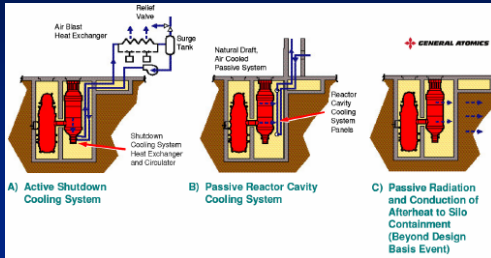 Relief
Valve
Air Blast
Heat Exchanger
Surge
Tank
Shutdown
Cooling System
Heat Exchanger
and Circulator
A) Active Shutdown
Cooling System
Natural Draft,
Air Cooled
Passive System
Reactor
Cavity
Cooling
System
Panels
B) Passive Reactor Cavity
Cooling System
GENERAL ATOMICS
C) Passive Radiation
and Conduction of
Afterheat to Silo
Containment
(Beyond Design
Basis Event)